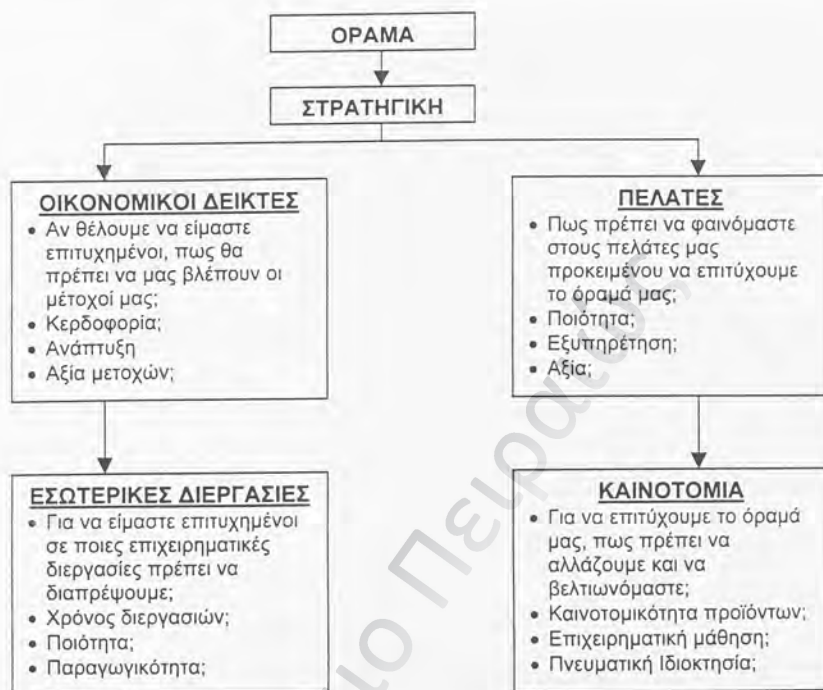 ΟΡΑΜΑ
ΣΤΡΑΤΗΓΙΚΗ
ΟΙΚΟΝΟΜΙΚΟΙ ΔΕΙΚΤΕΣ
• Αν θέλουμε να είμαστε
επιτυχημένοι, πως θα
πρέπει να μας βλέπουν οι
μέτοχοί μας;
• Κερδοφορία;
• Ανάπτυξη
• Αξία μετοχών;
ΠΕΛΑΤΕΣ
• Πως πρέπει να φαινόμαστε
στους πελάτες μας
προκειμένου να επιτύχουμε
το όραμά μας;
• Ποιότητα;
• Εξυπηρέτηση;
• Αξία;
ΕΣΩΤΕΡΙΚΕΣ ΔΙΕΡΓΑΣΙΕΣ
• Για να είμαστε επιτυχημένοι
σε ποιες επιχειρηματικές
διεργασίες πρέπει να
διαπρέψουμε;
• Χρόνος διεργασιών;
• Ποιότητα;
• Παραγωγικότητα;
ΚΑΙΝΟΤΟΜΙΑ
• Για να επιτύχουμε το όραμά
μας, πως πρέπει να
αλλάζουμε και να
βελτιωνόμαστε;
• Καινοτομικότητα προϊόντων;
• Επιχειρηματική μάθηση;
• Πνευματική Ιδιοκτησία;
ιο Πειραιώς